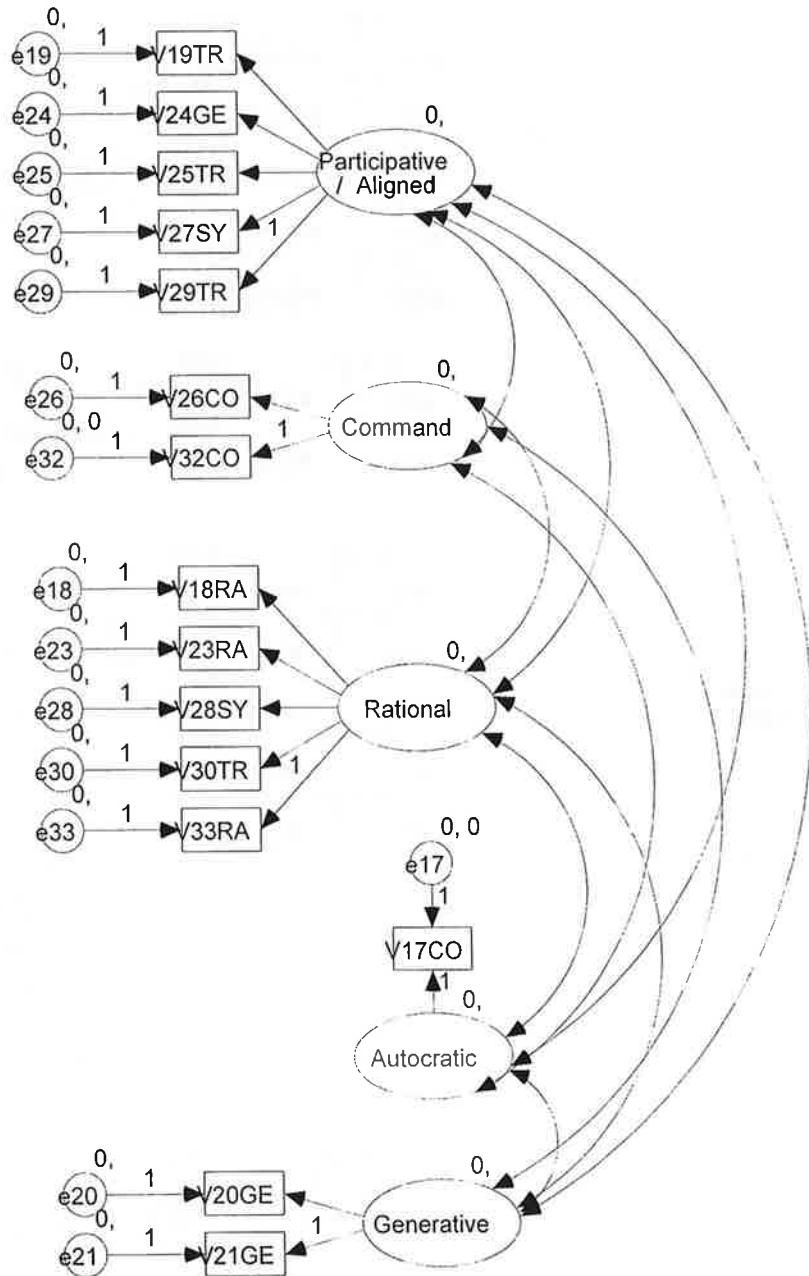 0,
1
e19 V19TR
0,
1
e24 V24GE
0,
0,
1
e25 V25TR
Participative
/ Aligned
0,
1
e27 V27SY
1
0,
1
e29 V29TR
0,
1
e26 V26CO
0,
Command
0, 0
1
e32 V32CO
1
0,
1
e18 V18RA
0,
1
e23 V23RA
0,
0,
1
e28 V28SY
Rational
0,
1
e30 V30TR
1
0,
1
e33 V33RA
0, 0
e17
1
V17CO
1
0,
Autocratic
0,
1
e20 V20GE
0,
0,
1
e21 V21GE
1
Generative